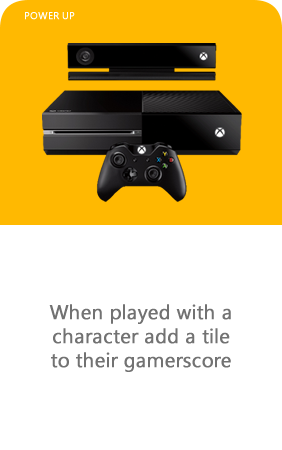 POWER UP
When played with a
character add a tile
to their gamerscore